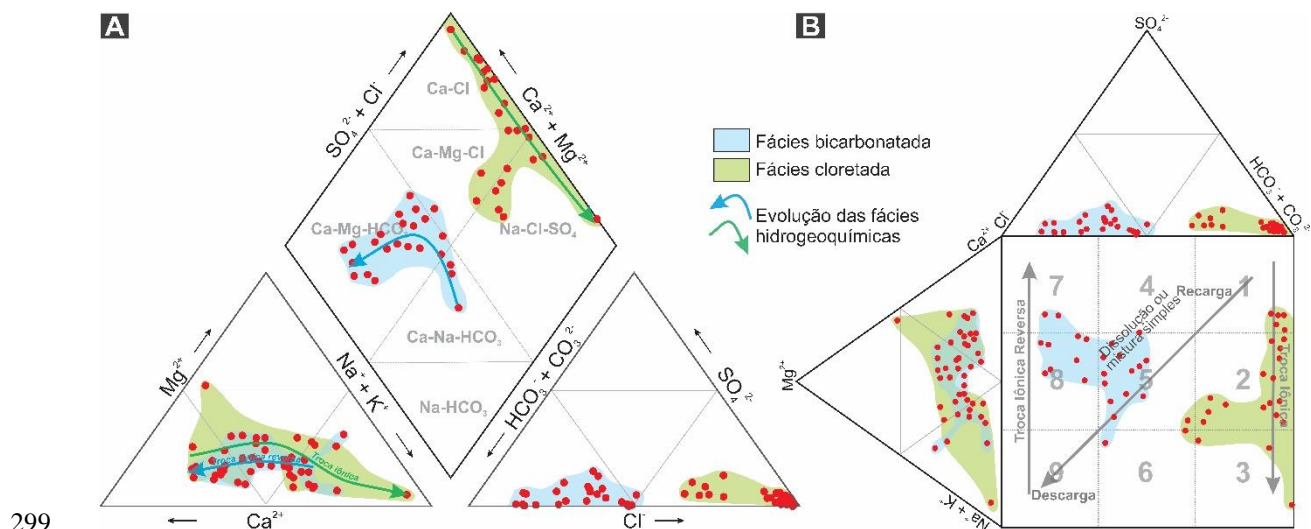 A
SO₄²⁻ + Cl⁻
Ca²⁺ + Mg²⁺
Ca-Cl
Ca-Mg-Cl
Ca-Mg-HCO₃
Na-Cl-SO₄
Ca-Na-HCO₃
Na-HCO₃
Mg²⁺
Na⁺ + K⁺
HCO₃⁻ + CO₃²⁻
SO₄²⁻
Troca iônica reversa
Troca iônica
Ca²⁺
Cl⁻
Fácies bicarbonatada
Fácies cloretada
Evolução das fácies
hidrogeoquímicas
B
SO₄²⁻
HCO₃⁻ + CO₃²⁻
Ca²⁺
Cl⁻
Mg²⁺
Na⁺ + K⁺
7
4
1
Recarga
Dissolução ou
mistura simples
Troca Iônica Reversa
Troca Iônica
8
5
2
9
6
3
Descarga
299